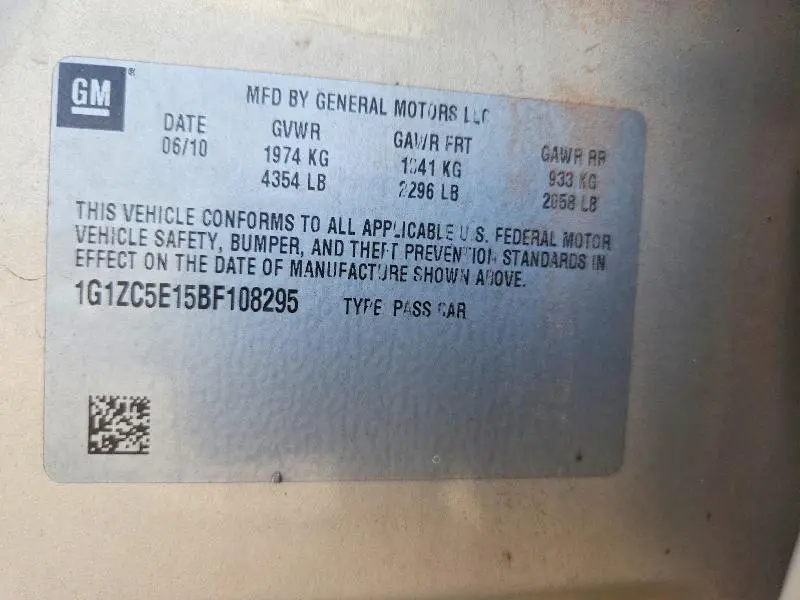 GM®
MFD BY GENERAL MOTORS LLC
DATE GVWR GAWR FRT GAWR RR
06/10 1974 KG 1041 KG 933 KG
4354 LB 2296 LB 2058 LB
THIS VEHICLE CONFORMS TO ALL APPLICABLE U.S. FEDERAL MOTOR
VEHICLE SAFETY, BUMPER, AND THEFT PREVENTION STANDARDS IN
EFFECT ON THE DATE OF MANUFACTURE SHOWN ABOVE.
1G1ZC5E15BF108295 TYPE PASS CAR